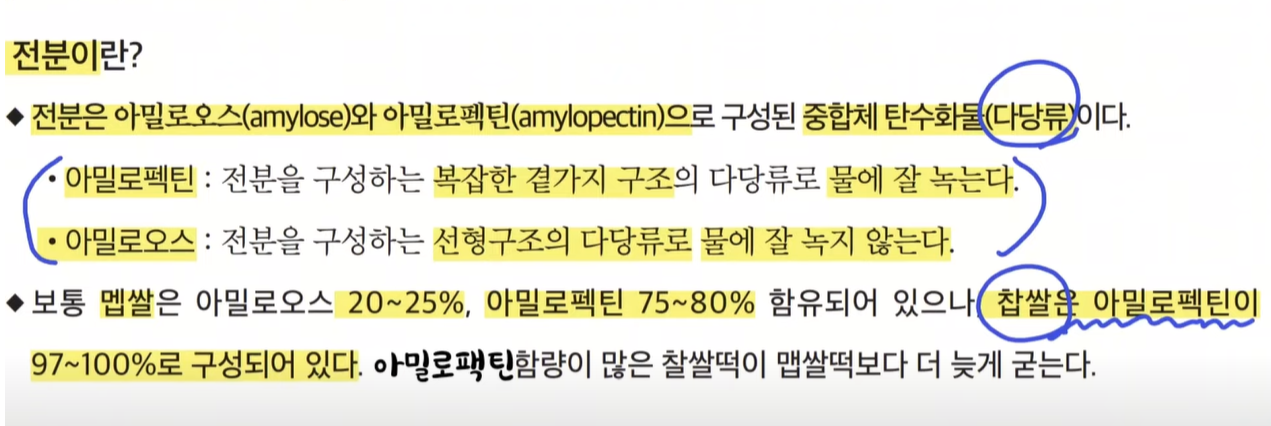 전분이란?
◆ 전분은 아밀로오스(amylose)와 아밀로펙틴(amylopectin)으로 구성된 중합체 탄수화물(다당류)이다.
• 아밀로펙틴 : 전분을 구성하는 복잡한 곁가지 구조의 다당류로 물에 잘 녹는다.
• 아밀로오스 : 전분을 구성하는 선형구조의 다당류로 물에 잘 녹지 않는다.
◆ 보통 멥쌀은 아밀로오스 20~25%, 아밀로펙틴 75~80% 함유되어 있으나 찹쌀은 아밀로펙틴이
97~100%로 구성되어 있다. 아밀로팩틴함량이 많은 찰쌀떡이 맵쌀떡보다 더 늦게 굳는다.